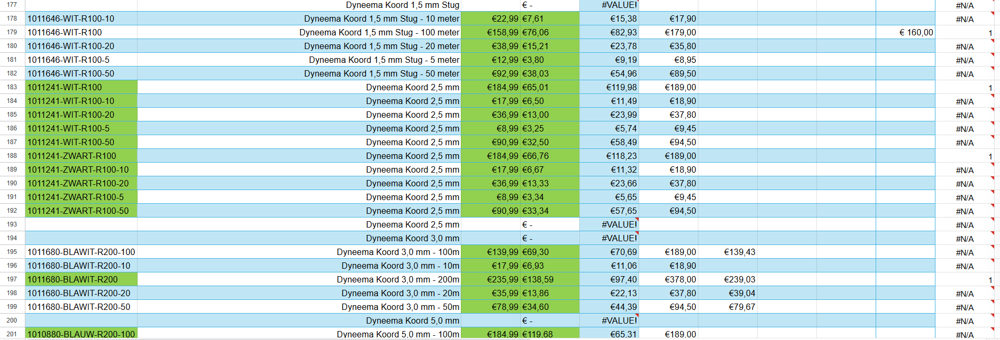 177 Dyneema Koord 1,5 mm Stug € - #VALUE! #N/A
178 1011646-WIT-R100-10 Dyneema Koord 1,5 mm Stug - 10 meter €22,99 €7,61 €15,38 €17,90 #N/A
179 1011646-WIT-R100 Dyneema Koord 1,5 mm Stug - 100 meter €158,99 €76,06 €82,93 €179,00 € 160,00 1
180 1011646-WIT-R100-20 Dyneema Koord 1,5 mm Stug - 20 meter €38,99 €15,21 €23,78 €35,80 #N/A
181 1011646-WIT-R100-5 Dyneema Koord 1,5 mm Stug - 5 meter €12,99 €3,80 €9,19 €8,95 #N/A
182 1011646-WIT-R100-50 Dyneema Koord 1,5 mm Stug - 50 meter €92,99 €38,03 €54,96 €89,50 #N/A
183 1011241-WIT-R100 Dyneema Koord 2,5 mm €184,99 €65,01 €119,98 €189,00 1
184 1011241-WIT-R100-10 Dyneema Koord 2,5 mm €17,99 €6,50 €11,49 €18,90 #N/A
185 1011241-WIT-R100-20 Dyneema Koord 2,5 mm €36,99 €13,00 €23,99 €37,80 #N/A
186 1011241-WIT-R100-5 Dyneema Koord 2,5 mm €8,99 €3,25 €5,74 €9,45 #N/A
187 1011241-WIT-R100-50 Dyneema Koord 2,5 mm €90,99 €32,50 €58,49 €94,50 #N/A
188 1011241-ZWART-R100 Dyneema Koord 2,5 mm €184,99 €66,76 €118,23 €189,00 1
189 1011241-ZWART-R100-10 Dyneema Koord 2,5 mm €17,99 €6,67 €11,32 €18,90 #N/A
190 1011241-ZWART-R100-20 Dyneema Koord 2,5 mm €36,99 €13,33 €23,66 €37,80 #N/A
191 1011241-ZWART-R100-5 Dyneema Koord 2,5 mm €8,99 €3,34 €5,65 €9,45 #N/A
192 1011241-ZWART-R100-50 Dyneema Koord 2,5 mm €90,99 €33,34 €57,65 €94,50 #N/A
193 Dyneema Koord 2,5 mm € - #VALUE! #N/A
194 Dyneema Koord 3,0 mm € - #VALUE! #N/A
195 1011680-BLAWIT-R200-100 Dyneema Koord 3,0 mm - 100m €139,99 €69,30 €70,69 €189,00 €139,43 #N/A
196 1011680-BLAWIT-R200-10 Dyneema Koord 3,0 mm - 10m €17,99 €6,93 €11,06 €18,90 #N/A
197 1011680-BLAWIT-R200 Dyneema Koord 3,0 mm - 200m €235,99 €138,59 €97,40 €378,00 €239,03 1
198 1011680-BLAWIT-R200-20 Dyneema Koord 3,0 mm - 20m €35,99 €13,86 €22,13 €37,80 €39,04 #N/A
199 1011680-BLAWIT-R200-50 Dyneema Koord 3,0 mm - 50m €78,99 €34,60 €44,39 €94,50 €79,67 #N/A
200 Dyneema Koord 5,0 mm € - #VALUE! #N/A
201 1010880-BLAUW-R200-100 Dyneema Koord 5,0 mm - 100m €184,99 €119,68 €65,31 €189,00 #N/A